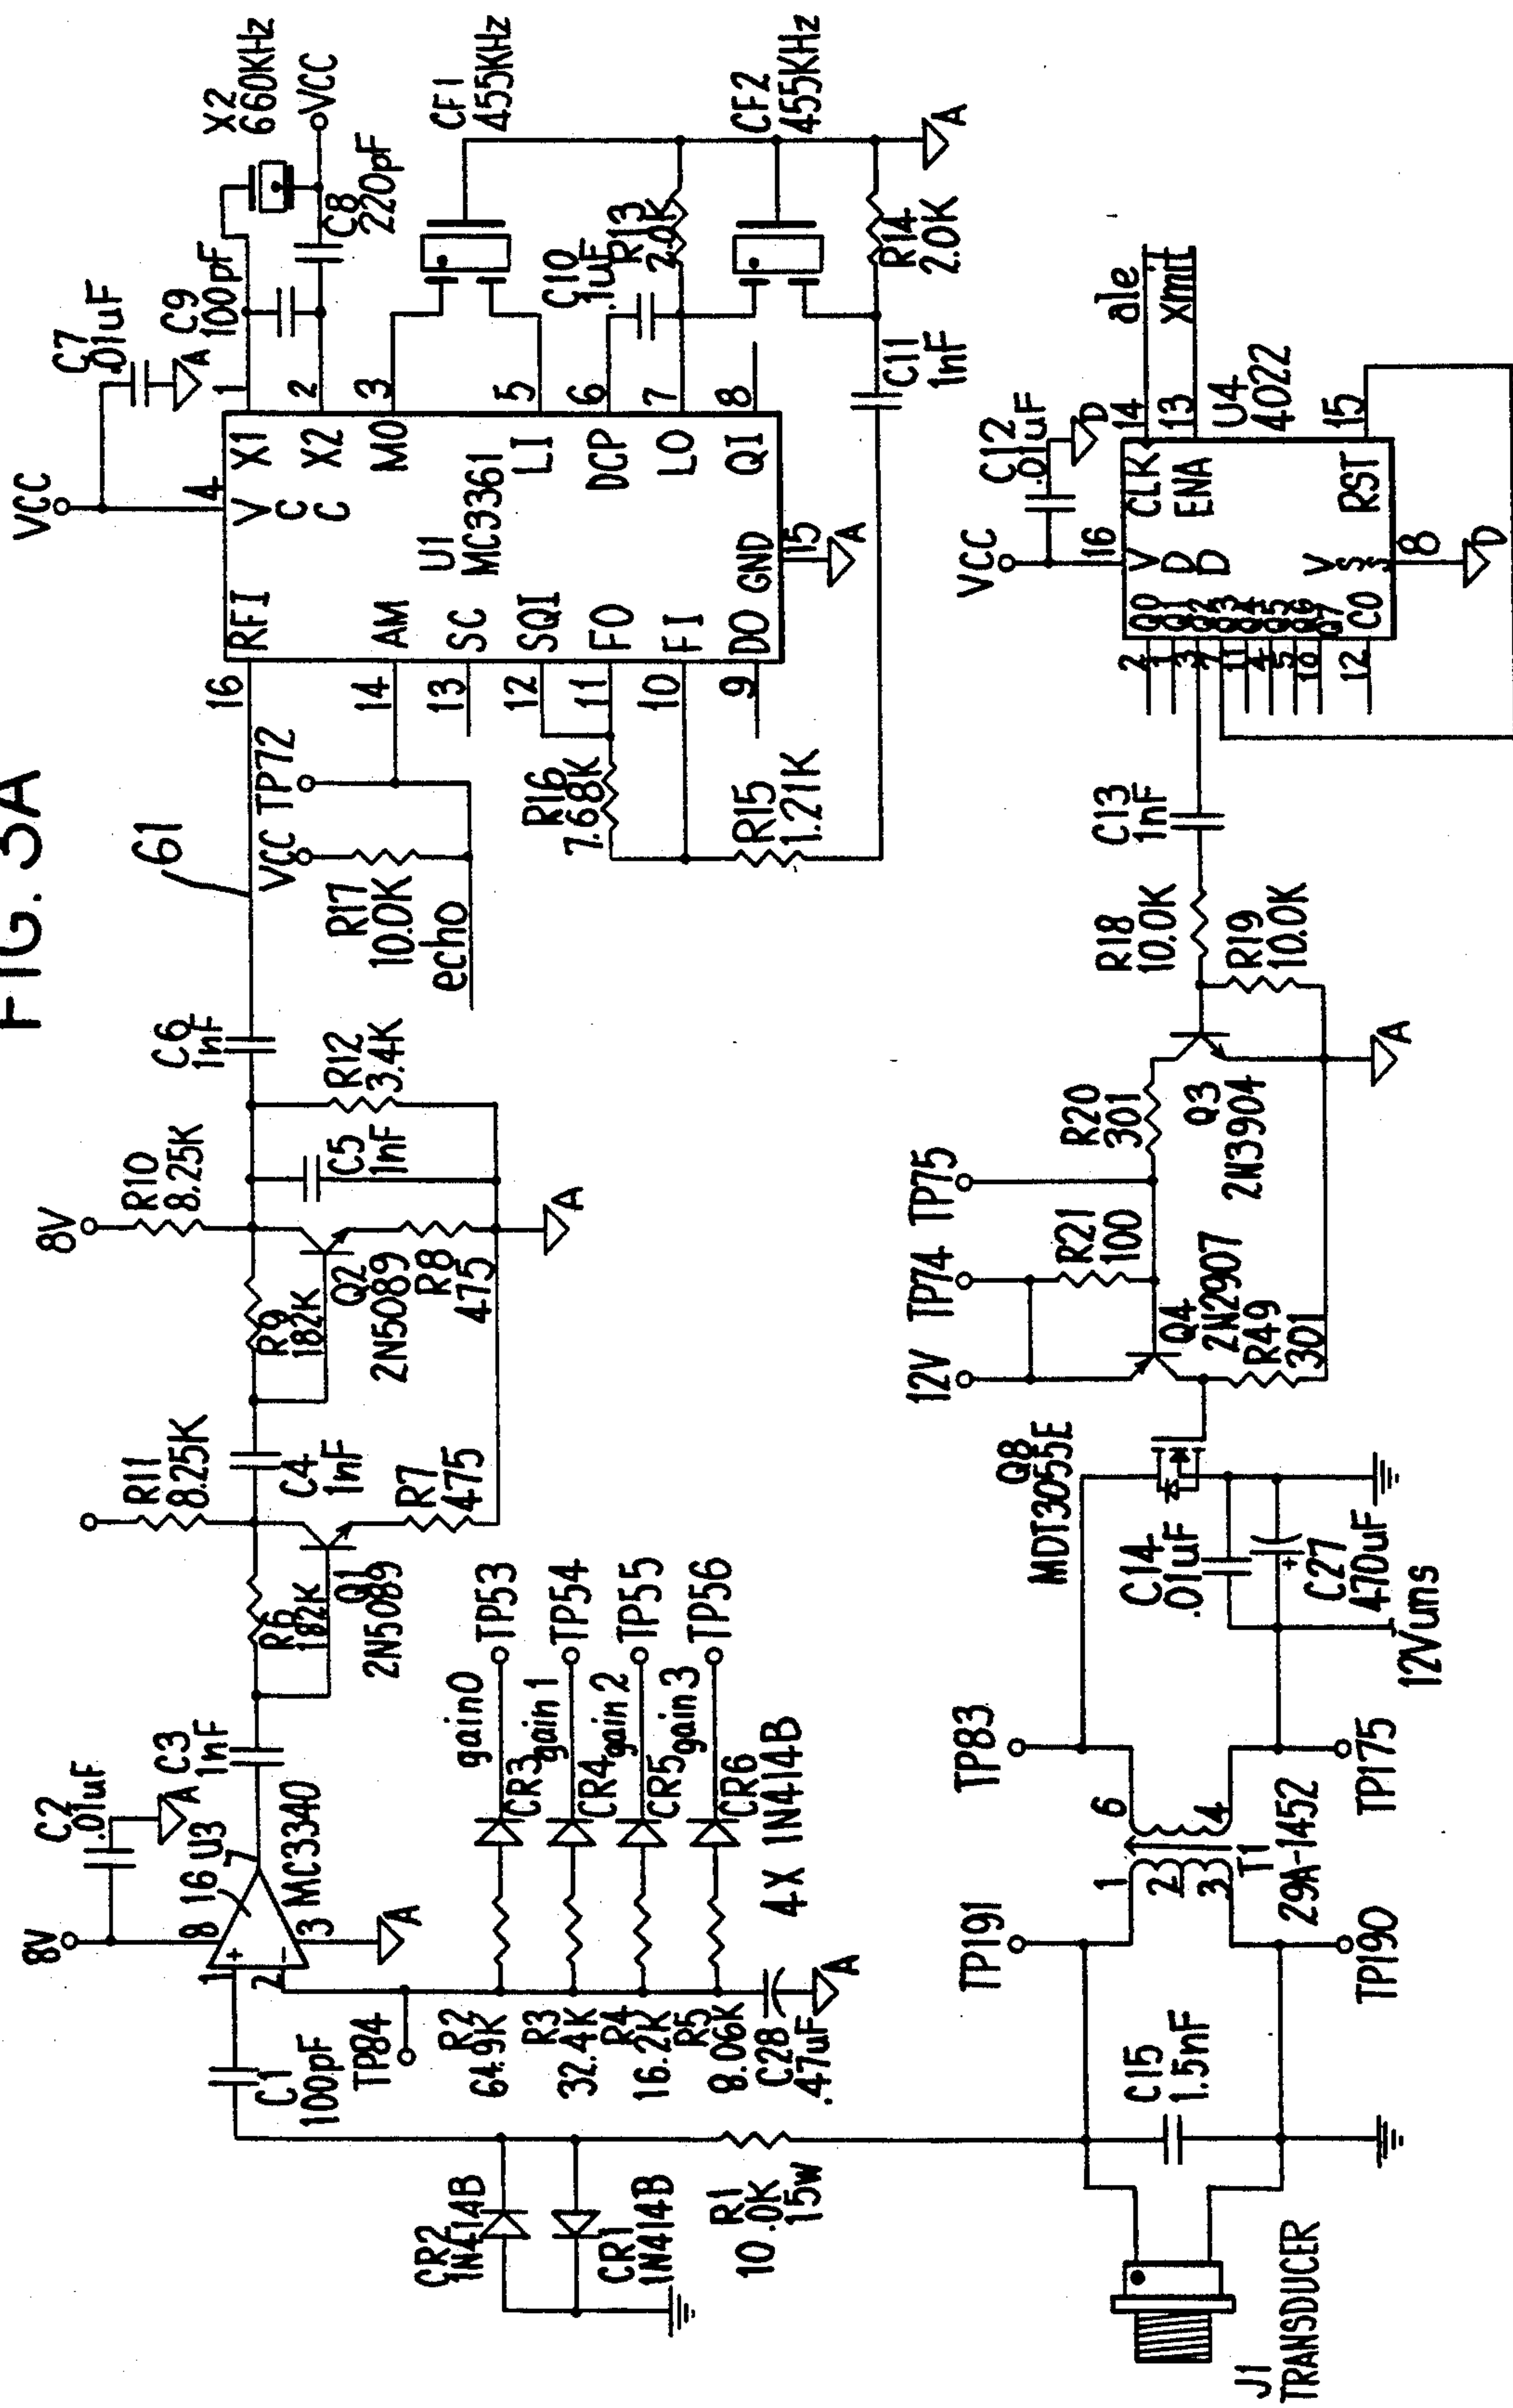 FIG. 3A
8V
C2
.01uF
A
8
16
U3
7
MC3340
1
+
2
−
3
A
C1
100pF
C3
1nF
R6
182K
Q1
2N5089
R11
8.25K
C4
1nF
R7
475
8V
R10
8.25K
R9
182K
Q2
2N5089
R8
475
A
C5
1nF
R12
3.4K
C6
1nF
61
VCC
TP72
R17
10.0K
echo
VCC
C7
.01uF
A
4
16
RFI
14
AM
13
SC
12
SQI
11
FO
10
FI
9
DO
GND
15
A
U1
MC3361
V
C
C
X1
1
X2
2
MO
3
LI
5
DCP
6
LO
7
QI
8
R16
7.68K
R15
1.21K
C9
100pF
X2
660KHz
VCC
C8
220pF
CF1
455KHz
C10
.1uF
R13
2.0K
CF2
455KHz
R14
2.0K
A
C11
1nF
TP84
R2
64.9K
R3
32.4K
R4
16.2K
R5
8.06K
C28
.47uF
A
gain0
TP53
CR3
gain1
TP54
CR4
gain2
TP55
CR5
gain3
TP56
CR6
4X 1N414B
CR2
1N414B
CR1
1N414B
R1
10.0K
15w
J1
TRANSDUCER
C15
1.5nF
TP191
TP190
1
2
3
6
4
T1
29A-1452
TP83
TP175
Q8
MDT3055E
C14
.01uF
+
C27
470uF
12Vuns
12V
TP74
TP75
R21
100
Q4
2N2907
R49
301
R20
301
Q3
2N3904
A
R18
10.0K
R19
10.0K
C13
1nF
VCC
C12
.01uF
D
16
V
D
D
2
Q0
1
Q1
3
Q2
7
Q3
11
Q4
4
Q5
5
Q6
10
Q7
12
CO
CLK
14
ale
ENA
13
xmit
U4
4022
RST
15
V
S
S
8
D